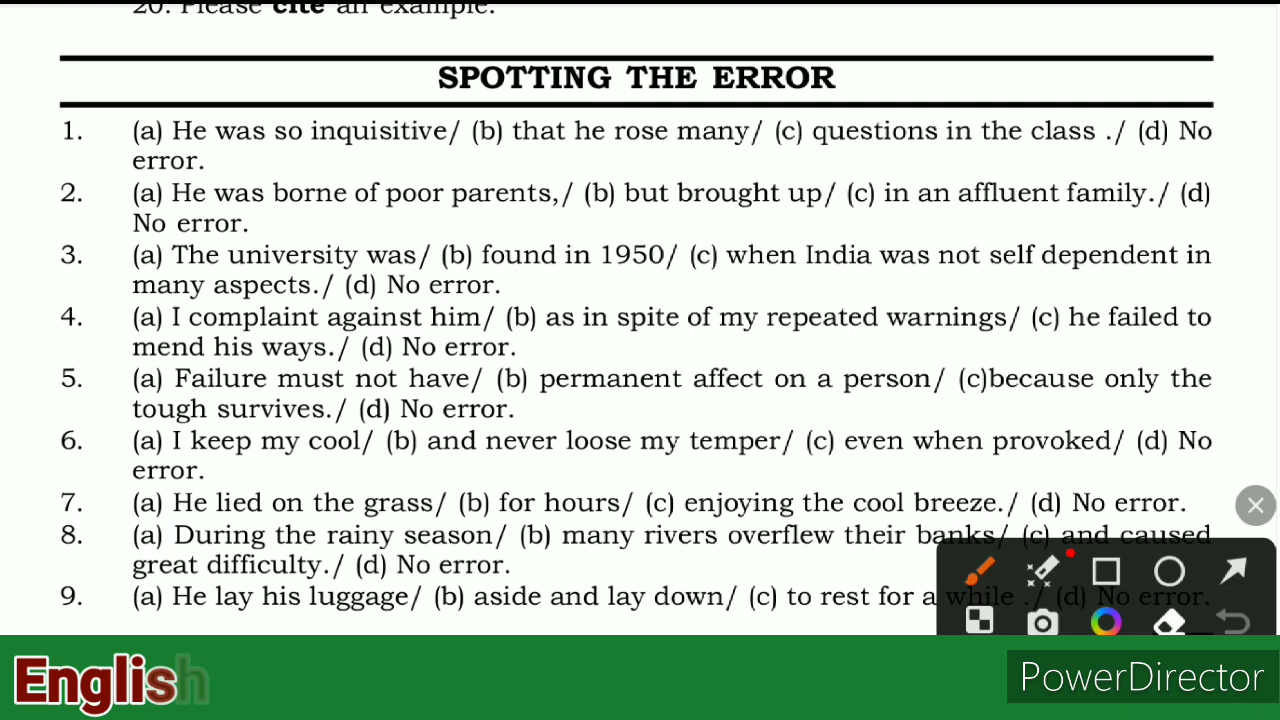 20. Please cite an example.
SPOTTING THE ERROR
1. (a) He was so inquisitive/ (b) that he rose many/ (c) questions in the class ./ (d) No
error.
2. (a) He was borne of poor parents,/ (b) but brought up/ (c) in an affluent family./ (d)
No error.
3. (a) The university was/ (b) found in 1950/ (c) when India was not self dependent in
many aspects./ (d) No error.
4. (a) I complaint against him/ (b) as in spite of my repeated warnings/ (c) he failed to
mend his ways./ (d) No error.
5. (a) Failure must not have/ (b) permanent affect on a person/ (c)because only the
tough survives./ (d) No error.
6. (a) I keep my cool/ (b) and never loose my temper/ (c) even when provoked/ (d) No
error.
7. (a) He lied on the grass/ (b) for hours/ (c) enjoying the cool breeze./ (d) No error.
8. (a) During the rainy season/ (b) many rivers overflew their banks/ (c) and caused
great difficulty./ (d) No error.
9. (a) He lay his luggage/ (b) aside and lay down/ (c) to rest for a while ./ (d) No error.
English
PowerDirector